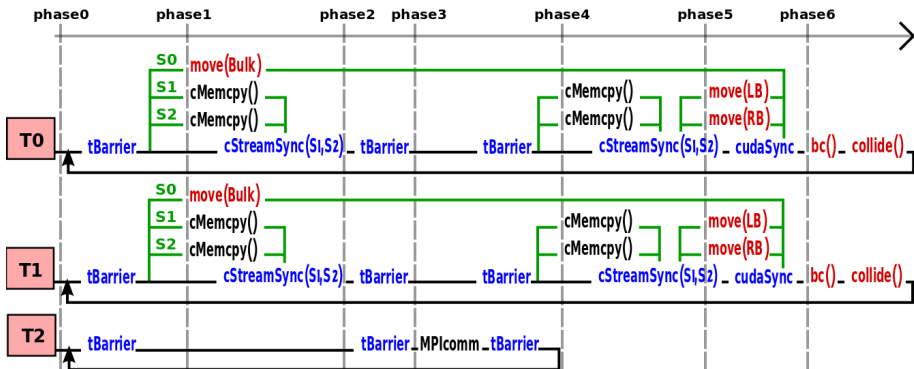 phase0 phase1 phase2 phase3 phase4 phase5 phase6
S0 move(Bulk)
S1 cMemcpy() cMemcpy() move(LB)
S2 cMemcpy() cMemcpy() move(RB)
T0 tBarrier cStreamSync(S1,S2) tBarrier tBarrier cStreamSync(S1,S2) cudaSync bc() collide()
S0 move(Bulk)
S1 cMemcpy() cMemcpy() move(LB)
S2 cMemcpy() cMemcpy() move(RB)
T1 tBarrier cStreamSync(S1,S2) tBarrier tBarrier cStreamSync(S1,S2) cudaSync bc() collide()
T2 tBarrier tBarrier MPIcomm tBarrier